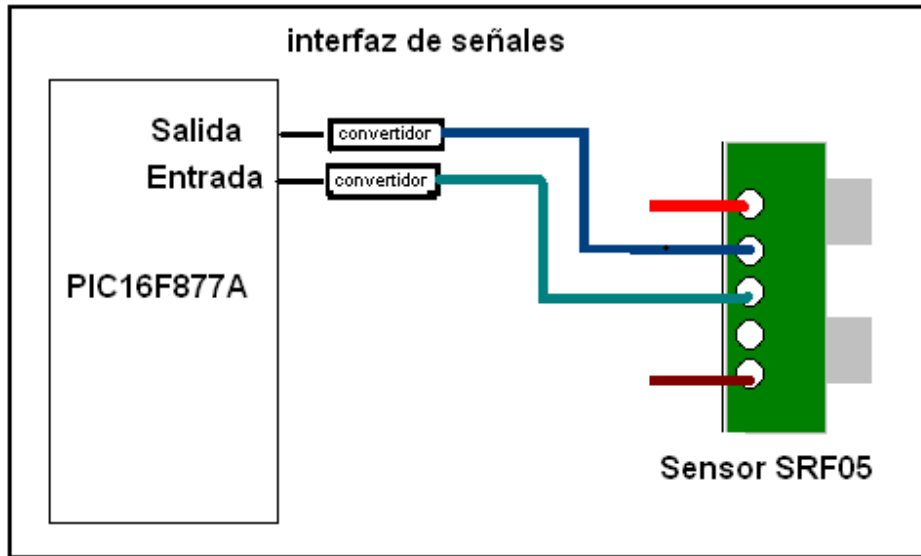 interfaz de señales
Salida
convertidor
Entrada
convertidor
PIC16F877A
Sensor SRF05